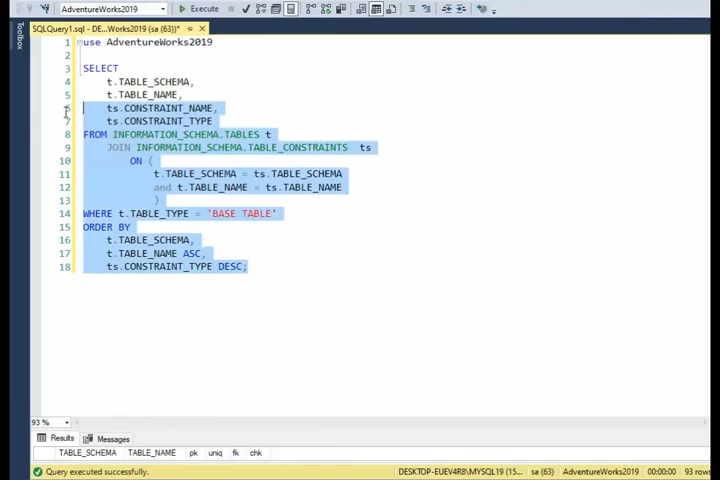 AdventureWorks2019 Execute
SQLQuery1.sql - DE...Works2019 (sa (63))*
Toolbox
1 use AdventureWorks2019
2
3 SELECT
4 t.TABLE_SCHEMA,
5 t.TABLE_NAME,
6 ts.CONSTRAINT_NAME,
7 ts.CONSTRAINT_TYPE
8 FROM INFORMATION_SCHEMA.TABLES t
9 JOIN INFORMATION_SCHEMA.TABLE_CONSTRAINTS ts
10 ON (
11 t.TABLE_SCHEMA = ts.TABLE_SCHEMA
12 and t.TABLE_NAME = ts.TABLE_NAME
13 )
14 WHERE t.TABLE_TYPE = 'BASE TABLE'
15 ORDER BY
16 t.TABLE_SCHEMA,
17 t.TABLE_NAME ASC,
18 ts.CONSTRAINT_TYPE DESC;
93 %
Results Messages
TABLE_SCHEMA TABLE_NAME pk uniq fk chk
Query executed successfully. DESKTOP-EUEV4R8\MYSQL19 (15... sa (63) AdventureWorks2019 00:00:00 93 rows